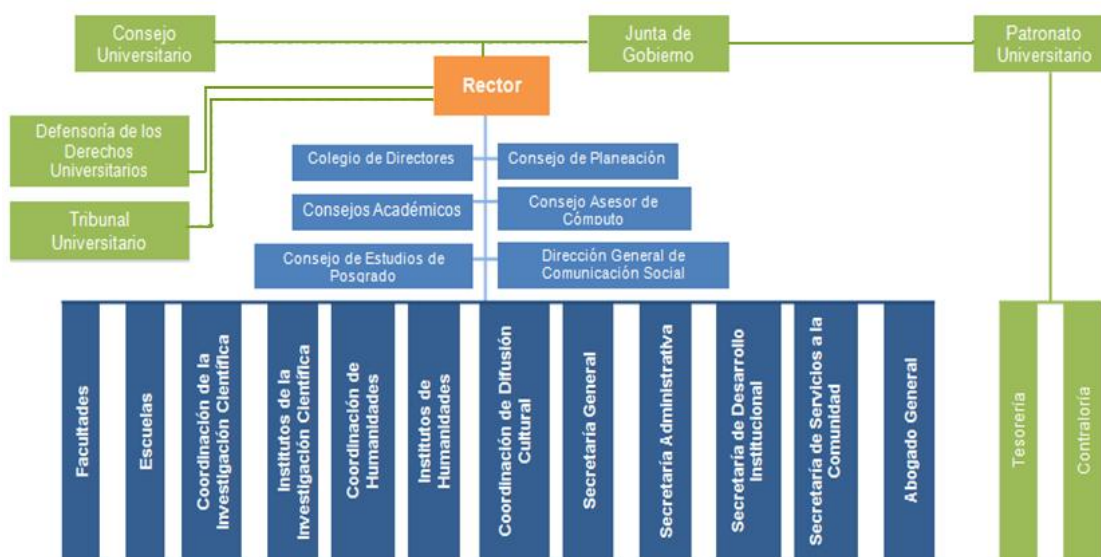 Consejo
Universitario
Junta de
Gobierno
Patronato
Universitario
Rector
Defensoría de los
Derechos
Universitarios
Tribunal
Universitario
Colegio de Directores
Consejo de Planeación
Consejos Académicos
Consejo Asesor de
Cómputo
Consejo de Estudios de
Posgrado
Dirección General de
Comunicación Social
Facultades
Escuelas
Coordinación de la
Investigación Científica
Institutos de la
Investigación Científica
Coordinación de
Humanidades
Institutos de
Humanidades
Coordinación de Difusión
Cultural
Secretaría General
Secretaría Administrativa
Secretaría de Desarrollo
Institucional
Secretaría de Servicios a la
Comunidad
Abogado General
Tesorería
Contraloría